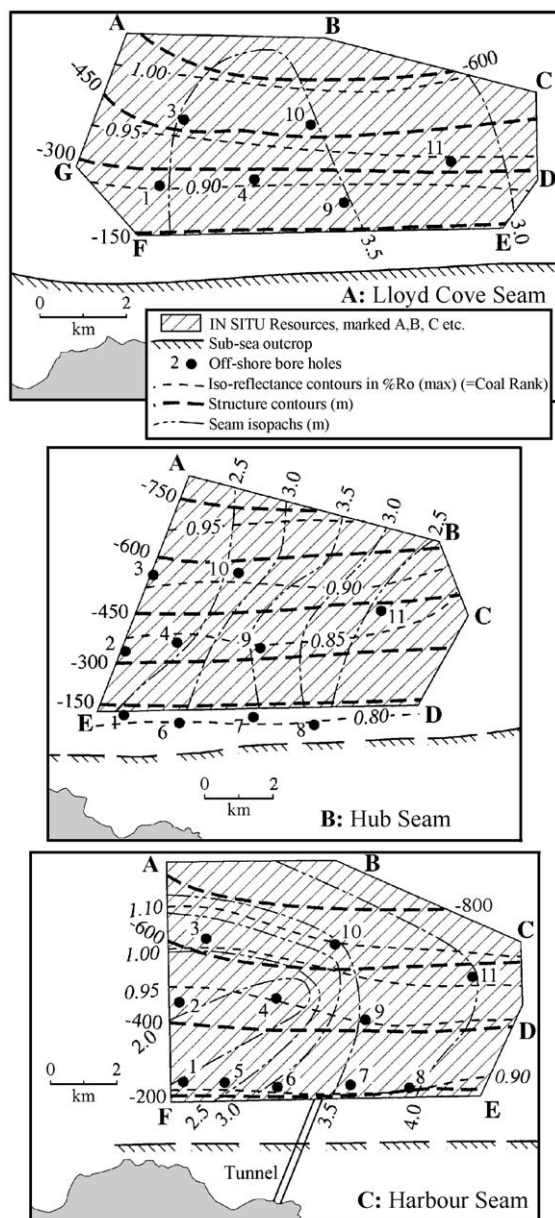 A
B
-600
C
-450
1.00
3
10
0.95
11
-300
G
0.90
D
1
4
9
-150
F
3.5
E
3.0
0 2
km
A: Lloyd Cove Seam
IN SITU Resources, marked A,B, C etc.
Sub-sea outcrop
2 Off-shore bore holes
Iso-reflectance contours in %Ro (max) (=Coal Rank)
Structure contours (m)
Seam isopachs (m)
A
2.5
3.0
3.5
3.0
2.5
-750
B
0.95
-600
3
10
0.90
-450
11
C
2
4
9
0.85
-300
-150
E
D
1
6
7
8
0.80
0 2
km
B: Hub Seam
A
B
1.10
-800
C
-600
3
10
1.00
11
0.95
2
4
9
D
-400
2.0
0 2
km
1
5
6
7
8
0.90
-200
F
2.5
3.0
3.5
4.0
E
Tunnel
C: Harbour Seam